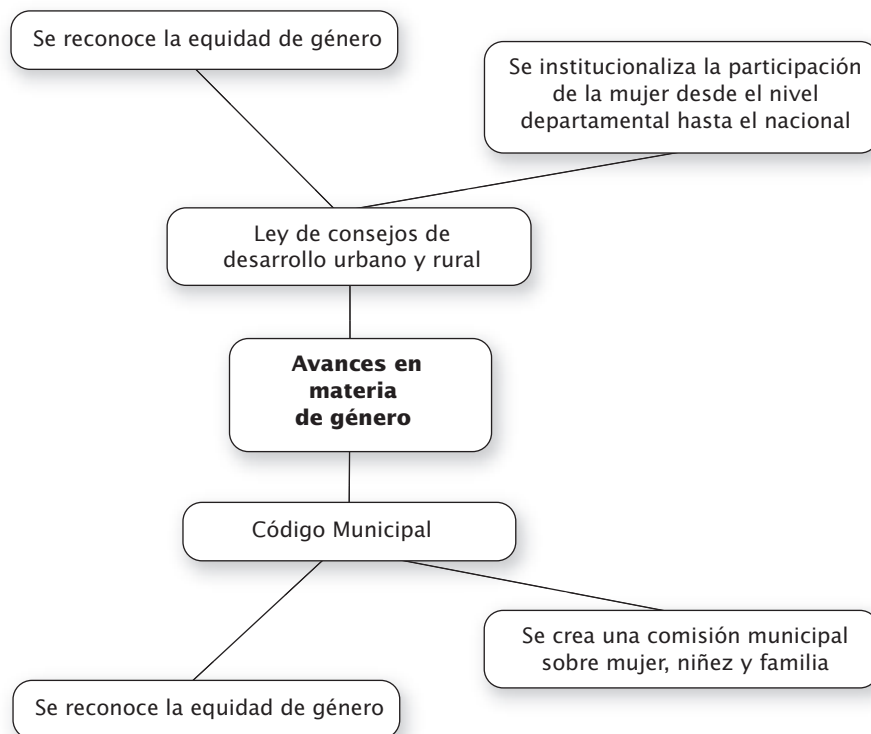 Se reconoce la equidad de género
Se institucionaliza la participación
de la mujer desde el nivel
departamental hasta el nacional
Ley de consejos de
desarrollo urbano y rural
Avances en
materia
de género
Código Municipal
Se crea una comisión municipal
sobre mujer, niñez y familia
Se reconoce la equidad de género